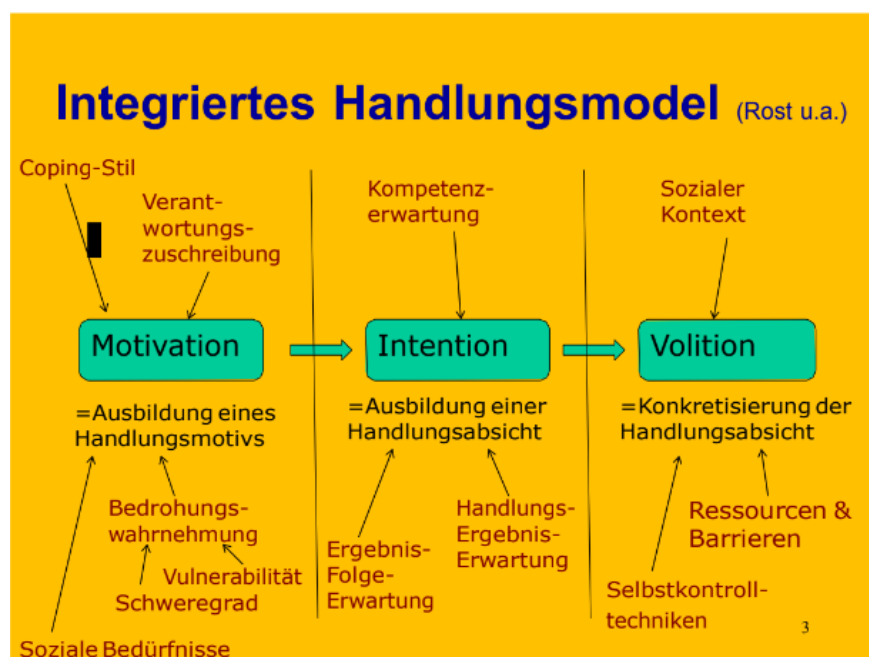 Integriertes Handlungsmodel (Rost u.a.)
Coping-Stil
Verant-
wortungs-
zuschreibung
Motivation
=Ausbildung eines
Handlungsmotivs
Bedrohungs-
wahrnehmung
Vulnerabilität
Schweregrad
Soziale Bedürfnisse
Kompetenz-
erwartung
Intention
=Ausbildung einer
Handlungsabsicht
Ergebnis-
Folge-
Erwartung
Handlungs-
Ergebnis-
Erwartung
Sozialer
Kontext
Volition
=Konkretisierung der
Handlungsabsicht
Ressourcen &
Barrieren
Selbstkontroll-
techniken
3